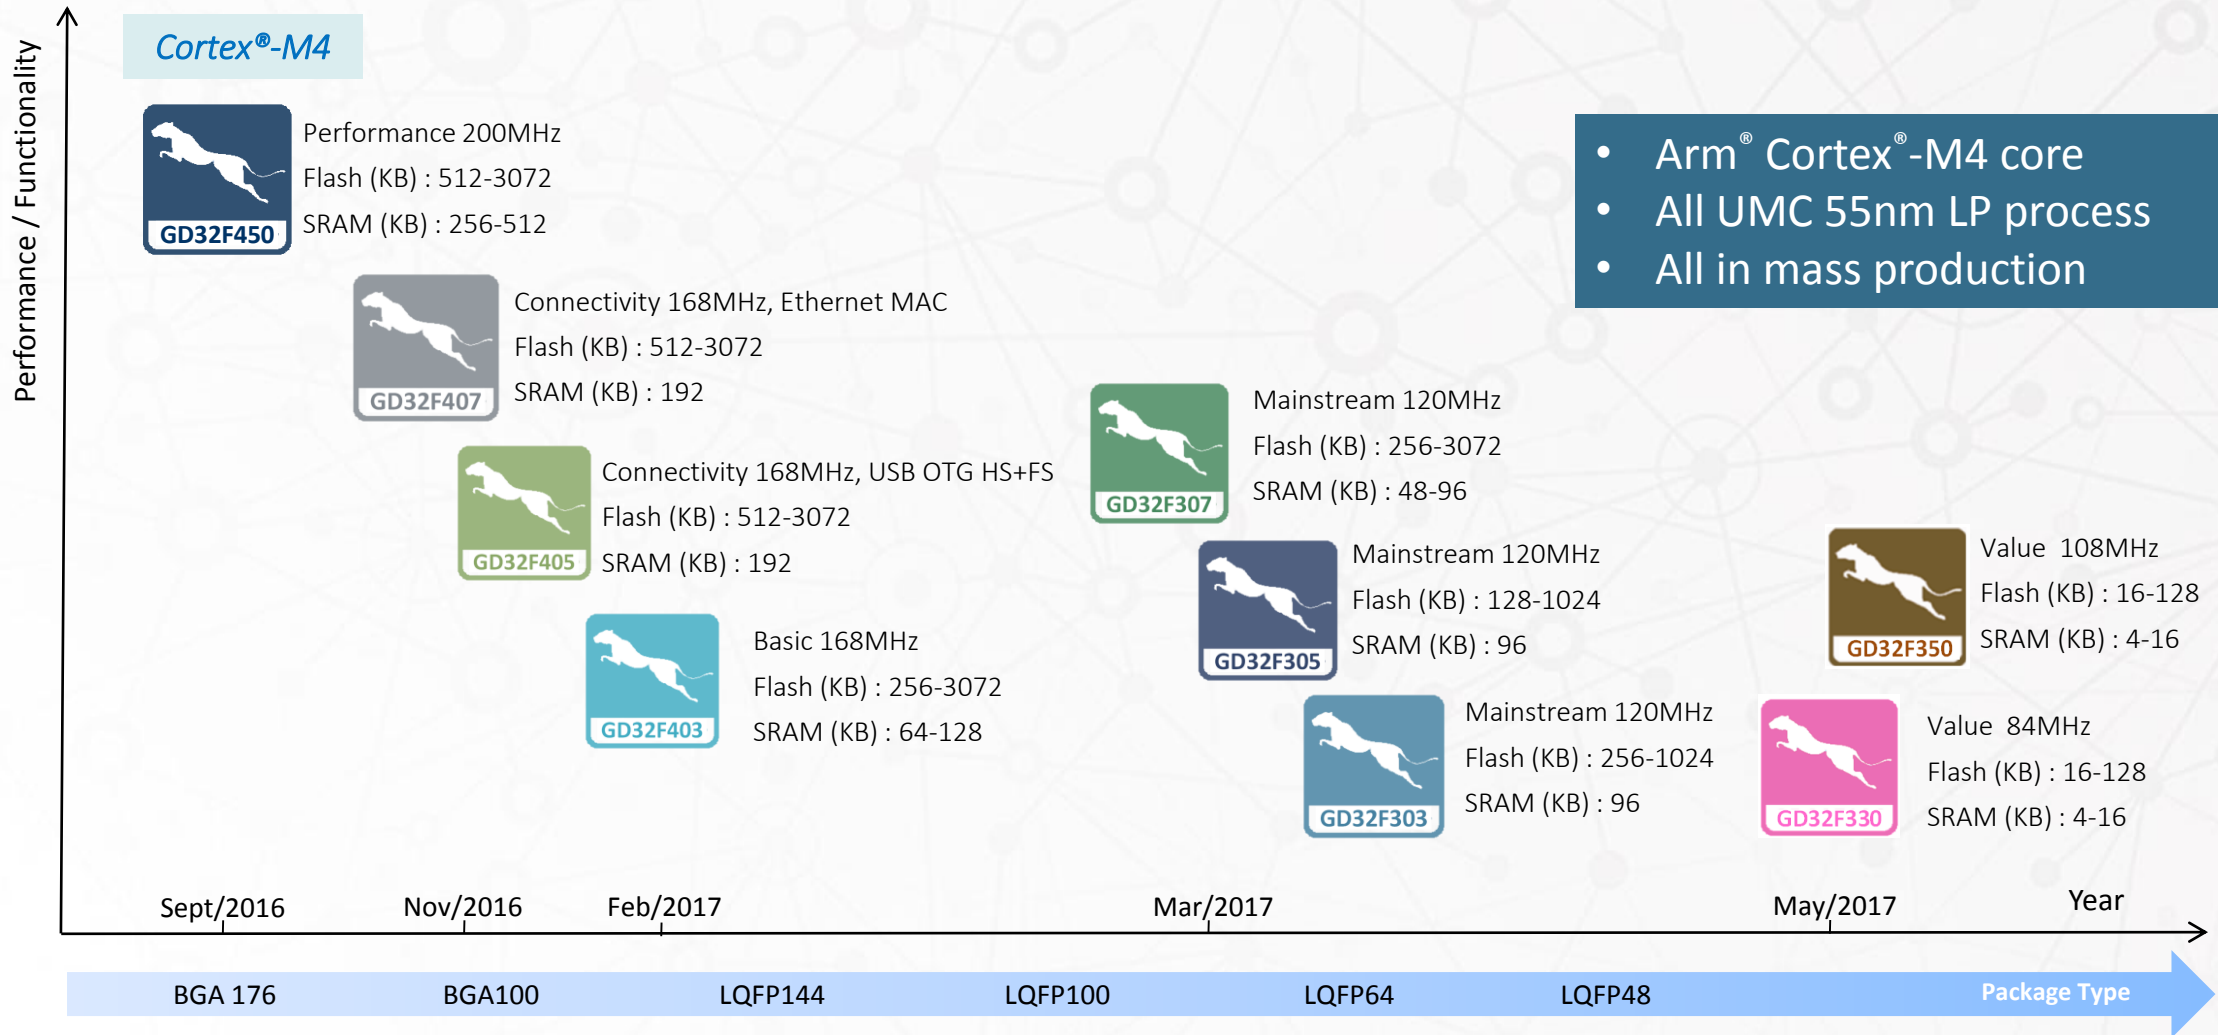 Performance / Functionality
Cortex®-M4
GD32F450
Performance 200MHz
Flash (KB) : 512-3072
SRAM (KB) : 256-512
• Arm® Cortex®-M4 core
• All UMC 55nm LP process
• All in mass production
GD32F407
Connectivity 168MHz, Ethernet MAC
Flash (KB) : 512-3072
SRAM (KB) : 192
GD32F405
Connectivity 168MHz, USB OTG HS+FS
Flash (KB) : 512-3072
SRAM (KB) : 192
GD32F403
Basic 168MHz
Flash (KB) : 256-3072
SRAM (KB) : 64-128
GD32F307
Mainstream 120MHz
Flash (KB) : 256-3072
SRAM (KB) : 48-96
GD32F305
Mainstream 120MHz
Flash (KB) : 128-1024
SRAM (KB) : 96
GD32F303
Mainstream 120MHz
Flash (KB) : 256-1024
SRAM (KB) : 96
GD32F350
Value 108MHz
Flash (KB) : 16-128
SRAM (KB) : 4-16
GD32F330
Value 84MHz
Flash (KB) : 16-128
SRAM (KB) : 4-16
Sept/2016 Nov/2016 Feb/2017 Mar/2017 May/2017 Year
BGA 176 BGA100 LQFP144 LQFP100 LQFP64 LQFP48 Package Type